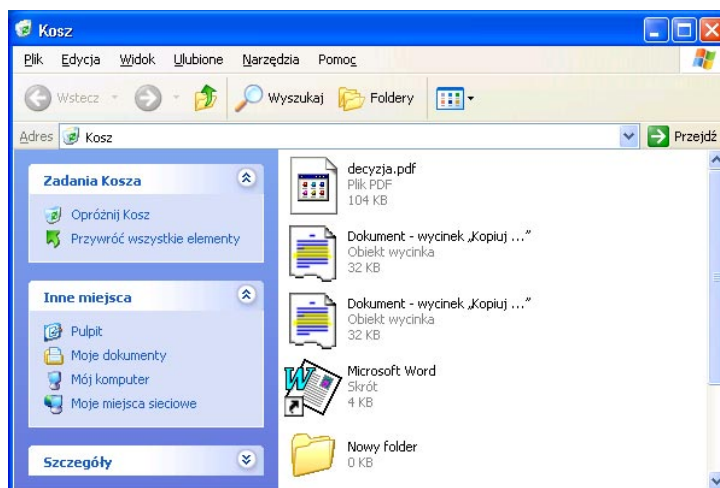 Kosz
Plik Edycja Widok Ulubione Narzędzia Pomoc
Wstecz Wyszukaj Foldery
Adres Kosz Przejdź
Zadania Kosza
Opróżnij Kosz
Przywróć wszystkie elementy
Inne miejsca
Pulpit
Moje dokumenty
Mój komputer
Moje miejsca sieciowe
Szczegóły
decyzja.pdf
Plik PDF
104 KB
Dokument - wycinek „Kopiuj ...”
Obiekt wycinka
32 KB
Dokument - wycinek „Kopiuj ...”
Obiekt wycinka
32 KB
Microsoft Word
Skrót
4 KB
Nowy folder
0 KB